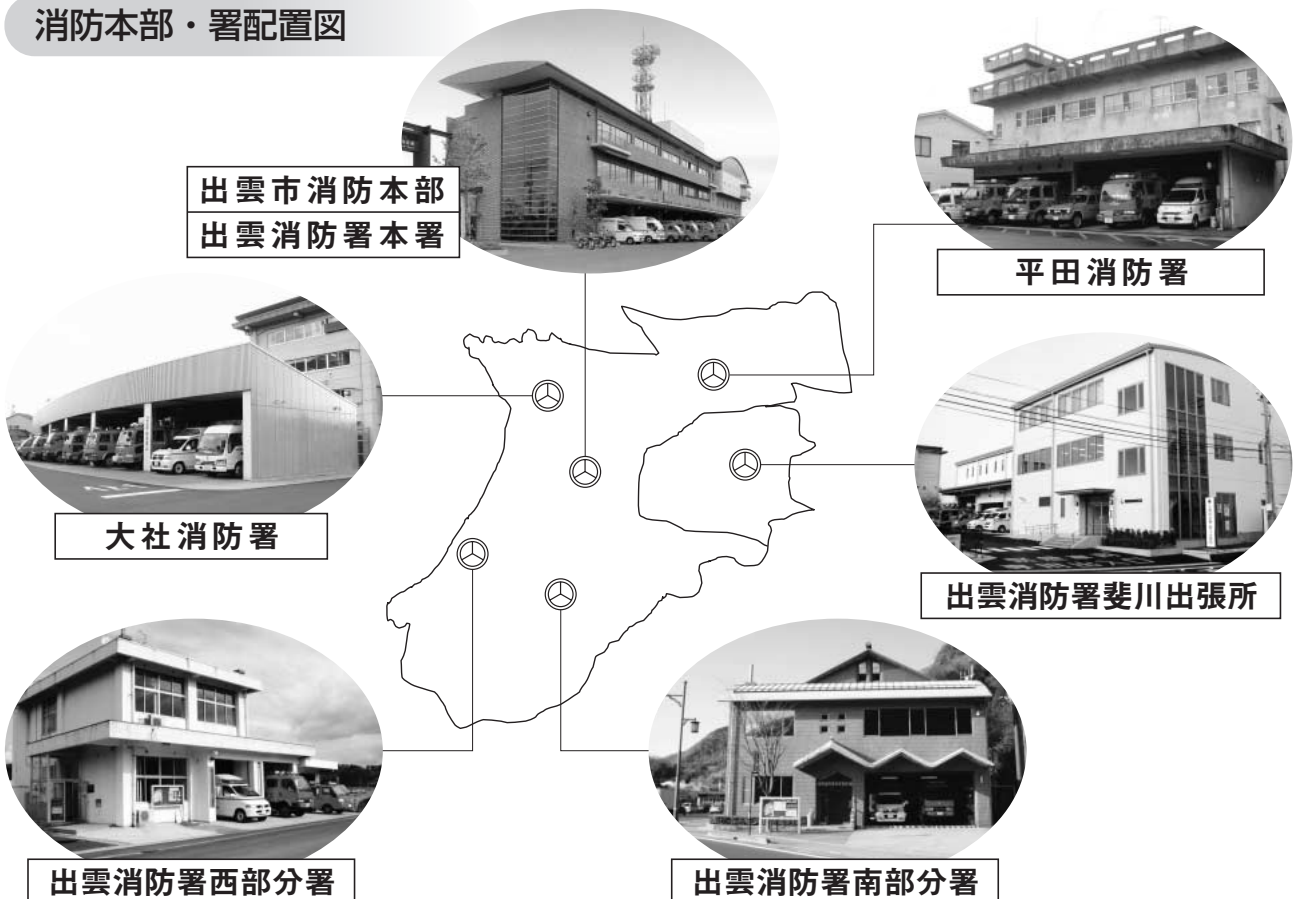 消防本部・署配置図
出雲市消防本部
出雲消防署本署
平田消防署
大社消防署
出雲消防署斐川出張所
出雲消防署西部分署
出雲消防署南部分署